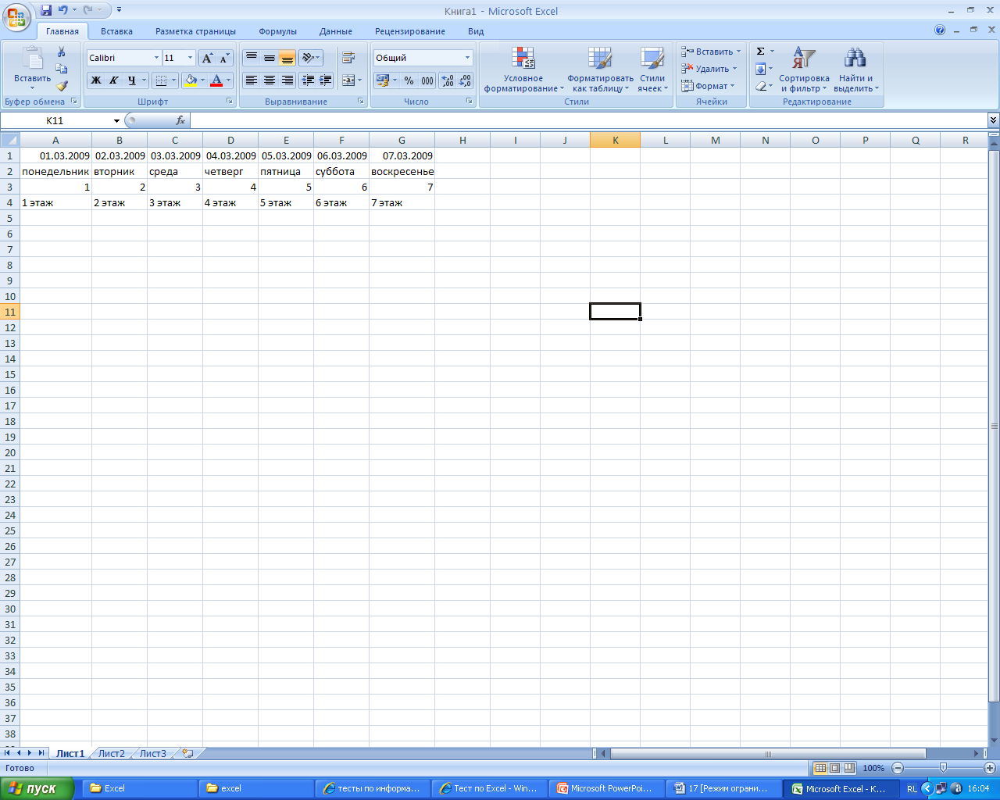 Книга1 - Microsoft Excel
Главная Вставка Разметка страницы Формулы Данные Рецензирование Вид
Calibri 11 Общий
Вставить
Ж К Ч % 000
Условное форматирование
Форматировать как таблицу
Стили ячеек
Вставить
Удалить
Формат
Σ
Сортировка и фильтр
Найти и выделить
Буфер обмена Шрифт Выравнивание Число Стили Ячейки Редактирование
K11 fx
A B C D E F G H I J K L M N O P Q R
1 01.03.2009 02.03.2009 03.03.2009 04.03.2009 05.03.2009 06.03.2009 07.03.2009
2 понедельник вторник среда четверг пятница суббота воскресенье
3 1 2 3 4 5 6 7
4 1 этаж 2 этаж 3 этаж 4 этаж 5 этаж 6 этаж 7 этаж
5
6
7
8
9
10
11
12
13
14
15
16
17
18
19
20
21
22
23
24
25
26
27
28
29
30
31
32
33
34
35
36
37
38
Лист1 Лист2 Лист3
Готово 100%
пуск Excel excel тесты по информа... Тест по Excel - Win... Microsoft PowerPoi... 17 [Режим ограни... Microsoft Excel - К... RL 16:04